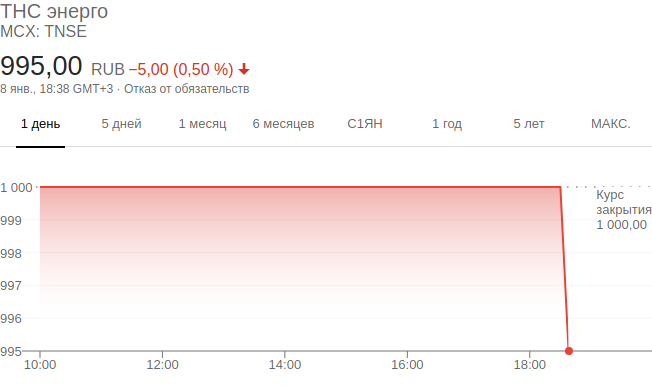 ТНС энерго
MCX: TNSE
995,00 RUB −5,00 (0,50 %)
8 янв., 18:38 GMT+3 · Отказ от обязательств
1 день 5 дней 1 месяц 6 месяцев С1ЯН 1 год 5 лет МАКС.
1 000
Курс
закрытия
1 000,00
999
998
997
996
995
10:00 12:00 14:00 16:00 18:00